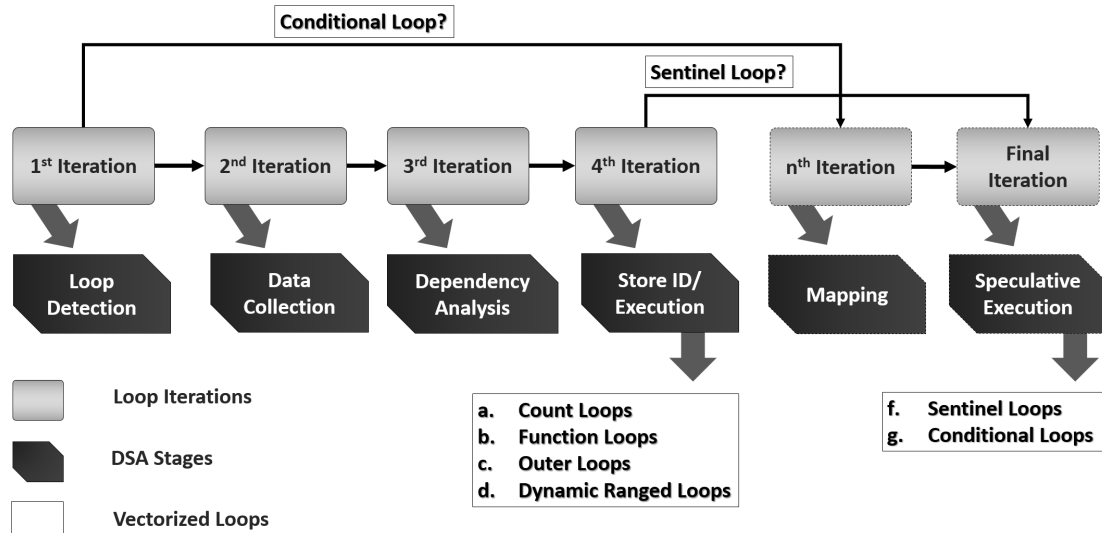 Conditional Loop?
Sentinel Loop?
1st Iteration
2nd Iteration
3rd Iteration
4th Iteration
nth Iteration
Final
Iteration
Loop
Detection
Data
Collection
Dependency
Analysis
Store ID/
Execution
Mapping
Speculative
Execution
Loop Iterations
DSA Stages
Vectorized Loops
a. Count Loops
b. Function Loops
c. Outer Loops
d. Dynamic Ranged Loops
f. Sentinel Loops
g. Conditional Loops